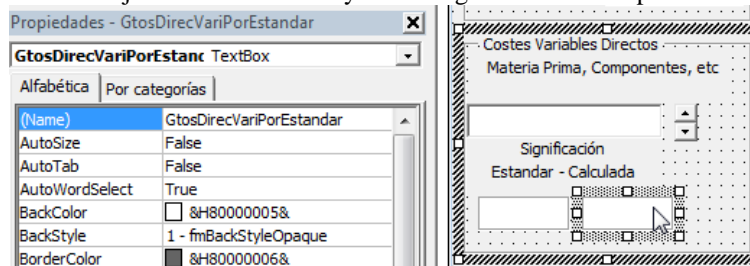 Propiedades - GtosDirecVariPorEstandar
GtosDirecVariPorEstanc TextBox
Alfabética Por categorías
(Name) GtosDirecVariPorEstandar
AutoSize False
AutoTab False
AutoWordSelect True
BackColor &H80000005&
BackStyle 1 - fmBackStyleOpaque
BorderColor &H80000006&
Costes Variables Directos
Materia Prima, Componentes, etc
Significación
Estandar - Calculada